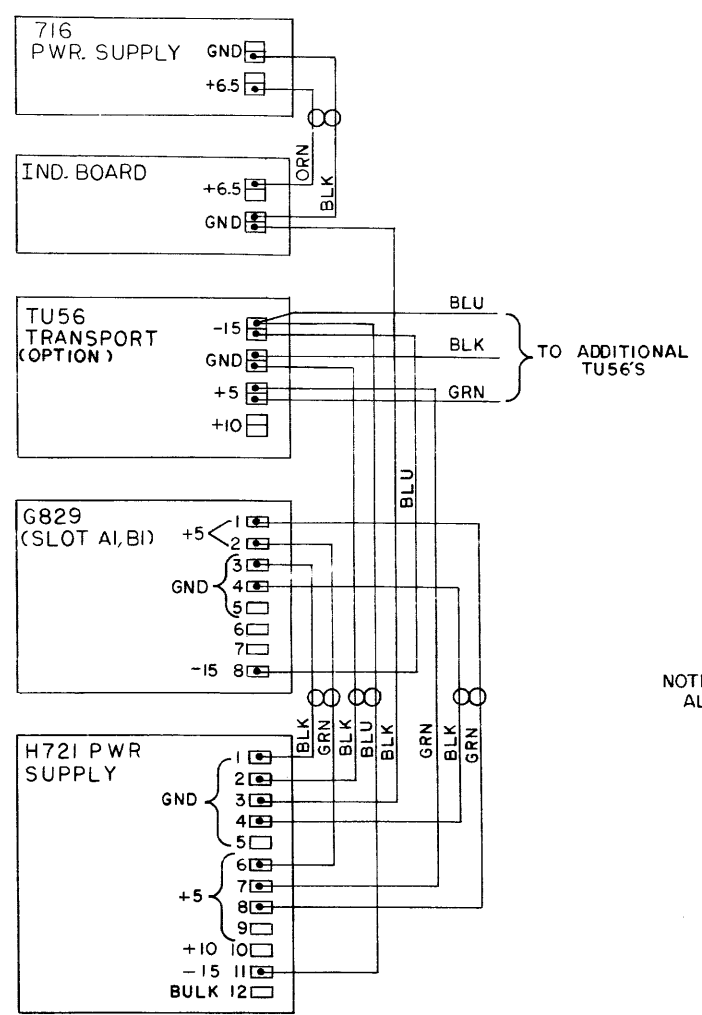 716
PWR. SUPPLY
GND
+6.5
ORN
BLK
IND. BOARD
+6.5
GND
TU56
TRANSPORT
(OPTION)
-15
GND
+5
+10
BLU
BLK
GRN
TO ADDITIONAL
TU56'S
BLU
G829
(SLOT A1, B1)
+5
1
2
3
GND
4
5
6
7
-15 8
NOT
AL
BLK
GRN
BLK
BLU
BLK
GRN
BLK
GRN
H721 PWR
SUPPLY
1
2
GND
3
4
5
6
7
+5
8
9
+10 10
-15 11
BULK 12